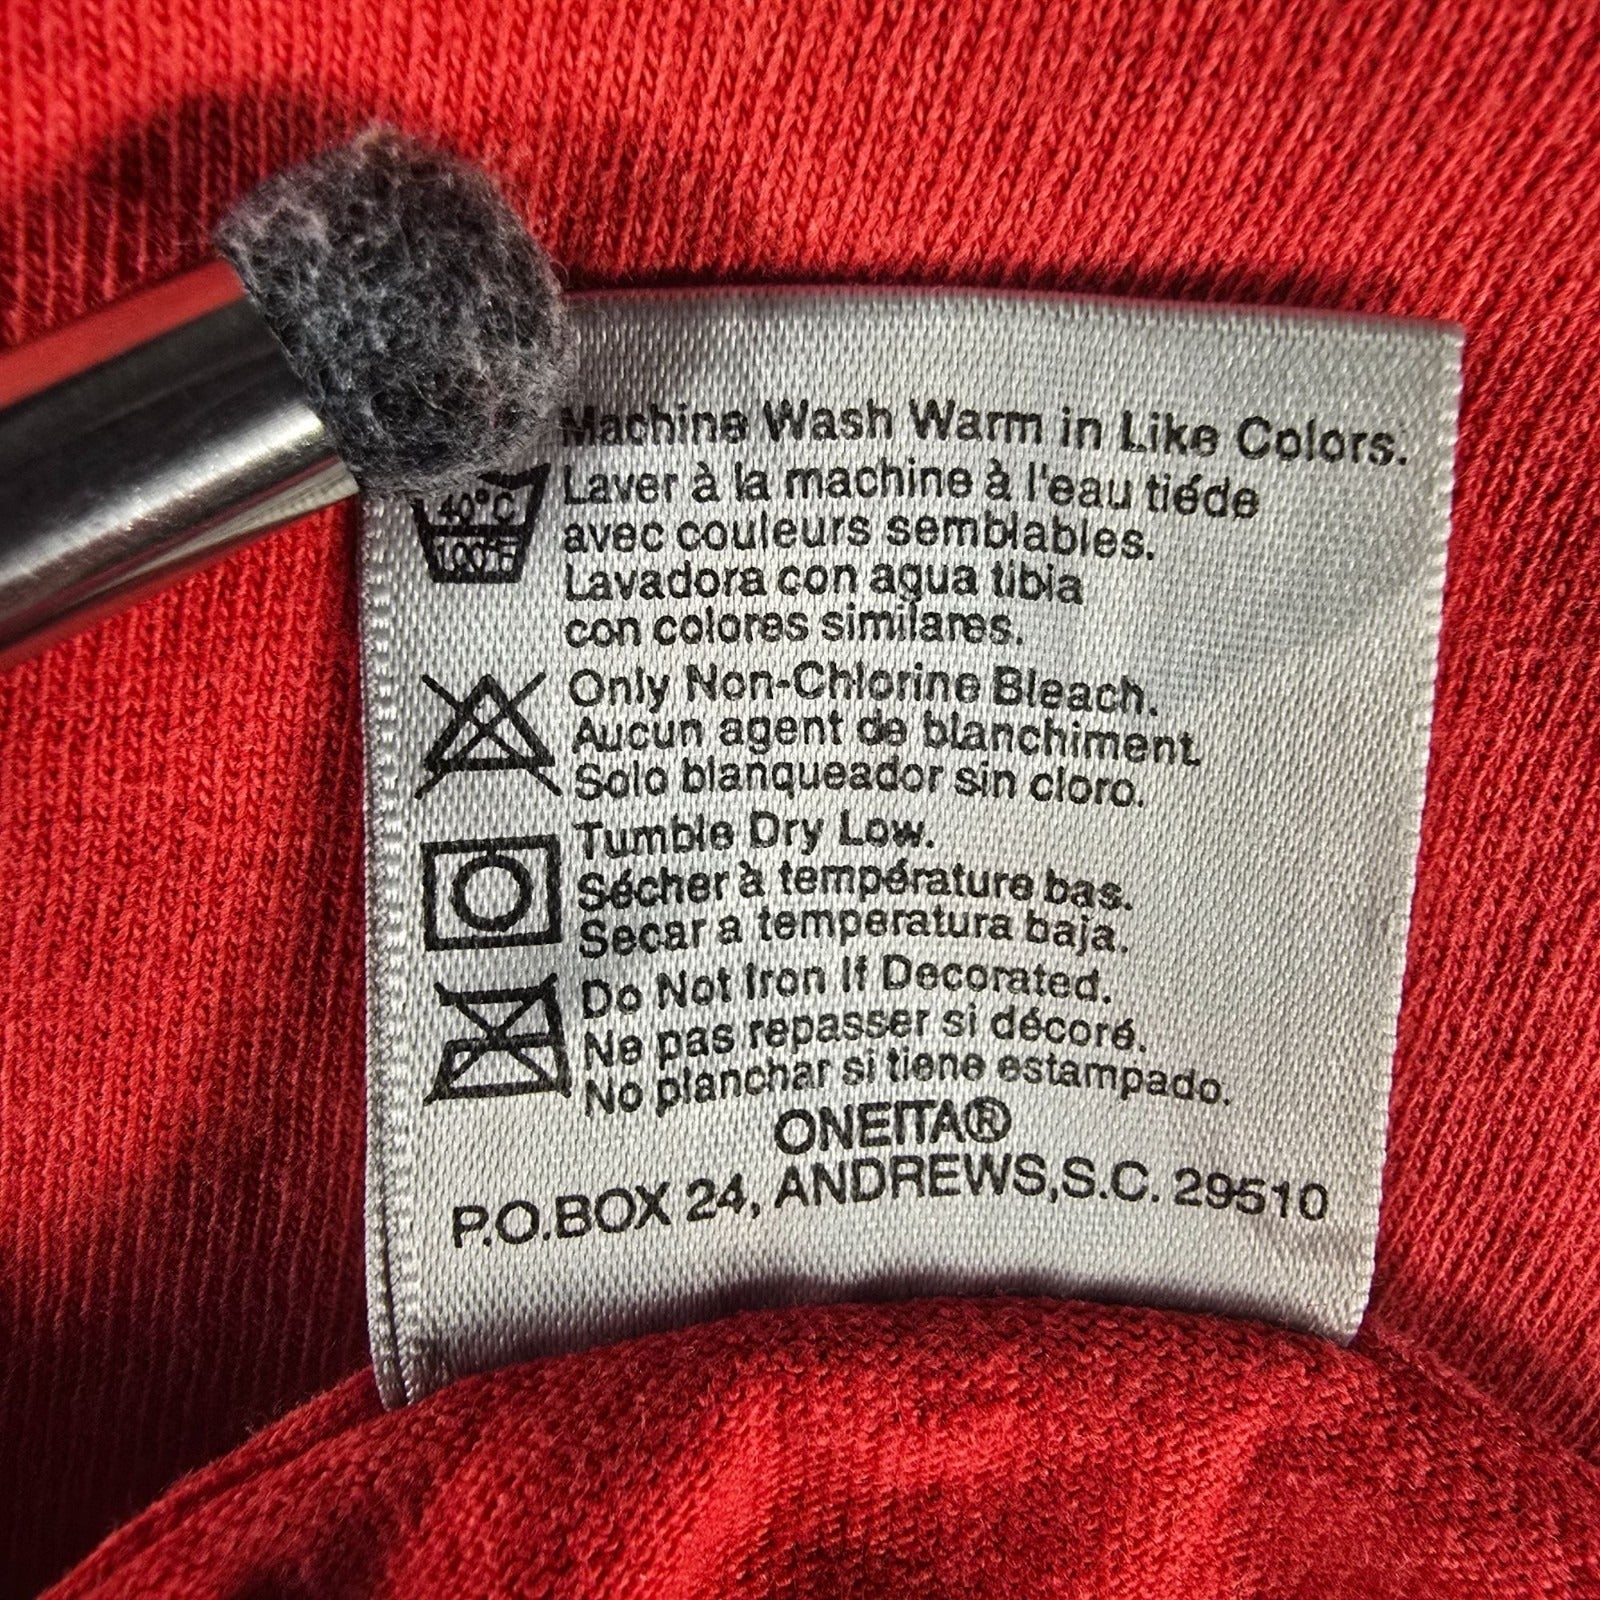 Machine Wash Warm in Like Colors.
40°C
100°F
Laver à la machine à l'eau tiéde
avec couleurs semblables.
Lavadora con agua tibia
con colores similares.
Only Non-Chlorine Bleach.
Aucun agent de blanchiment.
Solo blanqueador sin cloro.
Tumble Dry Low.
Sécher à température bas.
Secar a temperatura baja.
Do Not Iron If Decorated.
Ne pas repasser si décoré.
No planchar si tiene estampado.
ONEITA®
P.O.BOX 24, ANDREWS,S.C. 29510